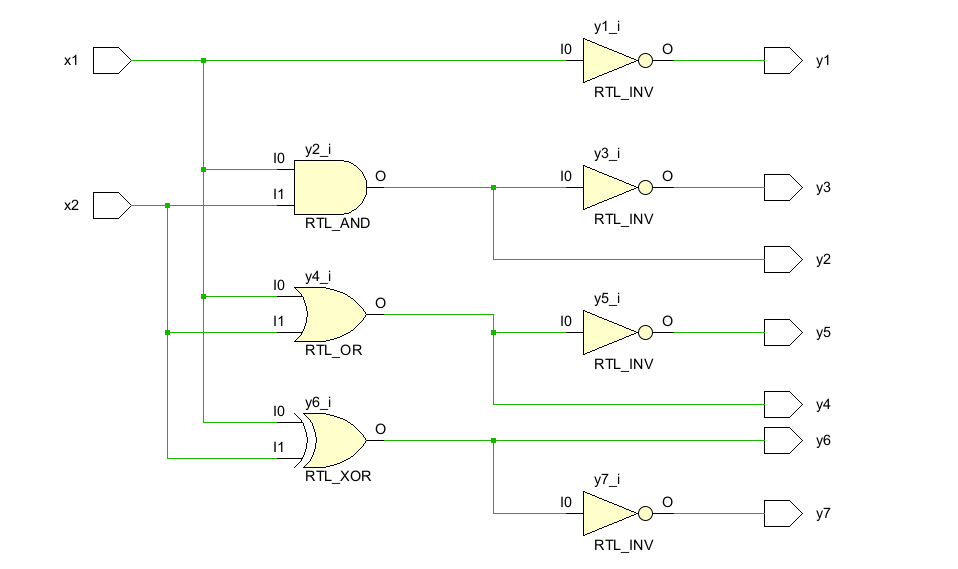 y1_i
x1
I0
O
y1
RTL_INV
y2_i
y3_i
I0
O
I0
O
y3
I1
x2
RTL_AND
RTL_INV
y2
y4_i
I0
O
y5_i
I1
I0
O
y5
RTL_OR
RTL_INV
y6_i
y4
I0
O
y6
I1
RTL_XOR
y7_i
I0
O
y7
RTL_INV